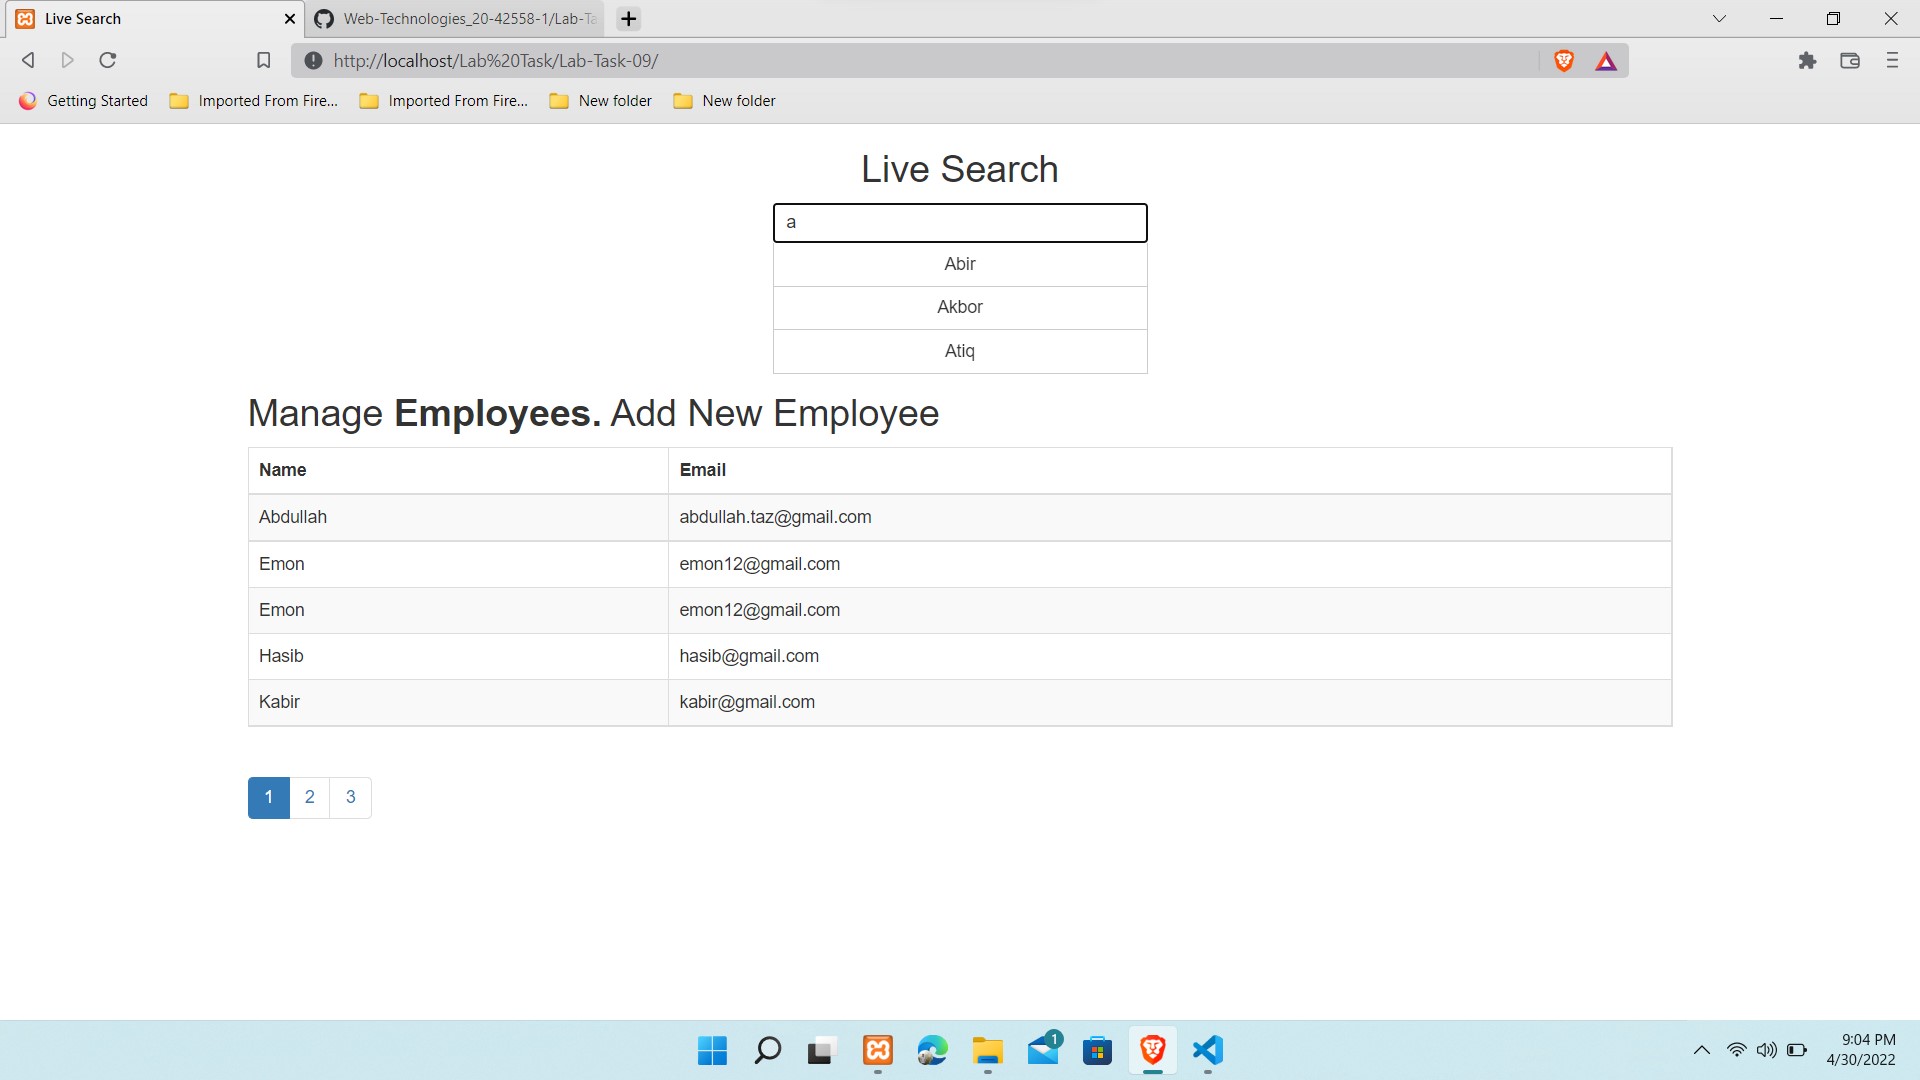 Live Search
Web-Technologies_20-42558-1/Lab-Ta
http://localhost/Lab%20Task/Lab-Task-09/
Getting Started
Imported From Fire...
Imported From Fire...
New folder
New folder
Live Search
a
Abir
Akbor
Atiq
Manage Employees. Add New Employee
Name Email
Abdullah abdullah.taz@gmail.com
Emon emon12@gmail.com
Emon emon12@gmail.com
Hasib hasib@gmail.com
Kabir kabir@gmail.com
1 2 3
1
9:04 PM
4/30/2022